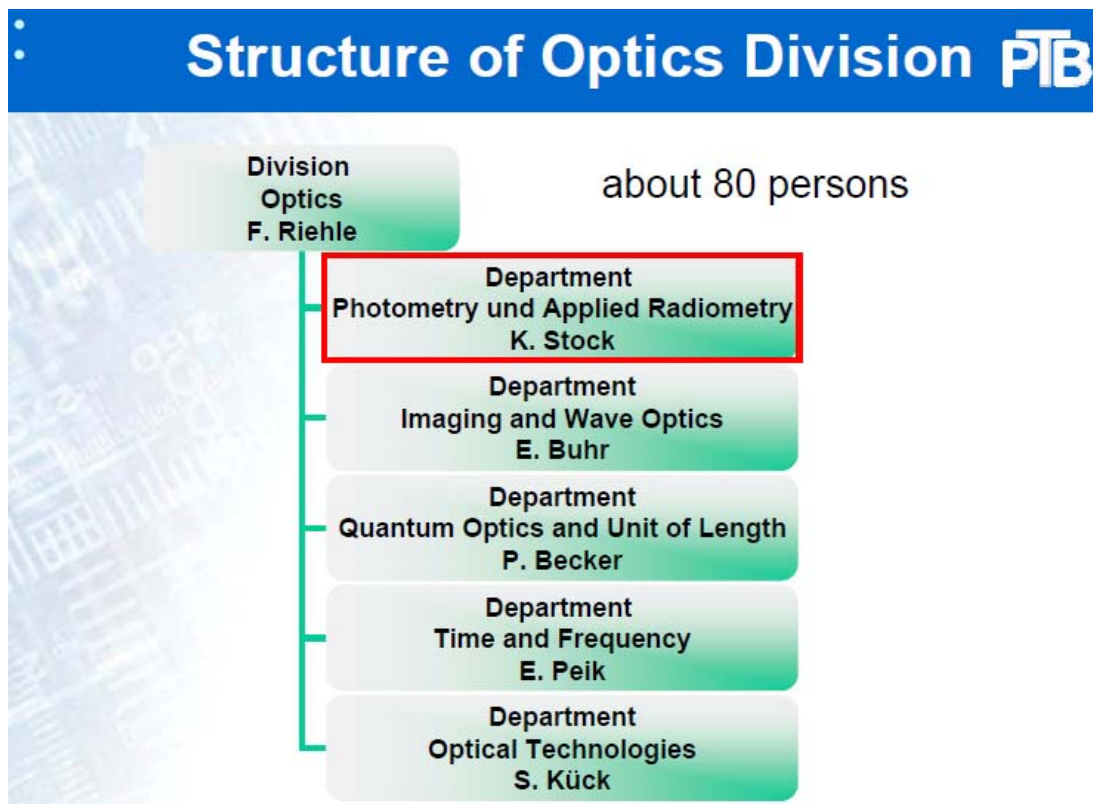 Structure of Optics Division PTB
Division
Optics
F. Riehle
about 80 persons
Department
Photometry und Applied Radiometry
K. Stock
Department
Imaging and Wave Optics
E. Buhr
Department
Quantum Optics and Unit of Length
P. Becker
Department
Time and Frequency
E. Peik
Department
Optical Technologies
S. Kück